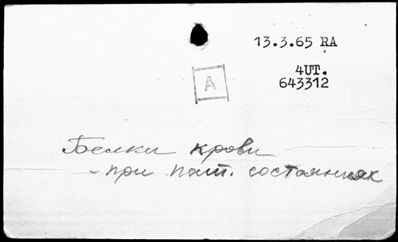 13.3.65 RA
4UT.
643312
A
Белки крови
- при пат. состояниях